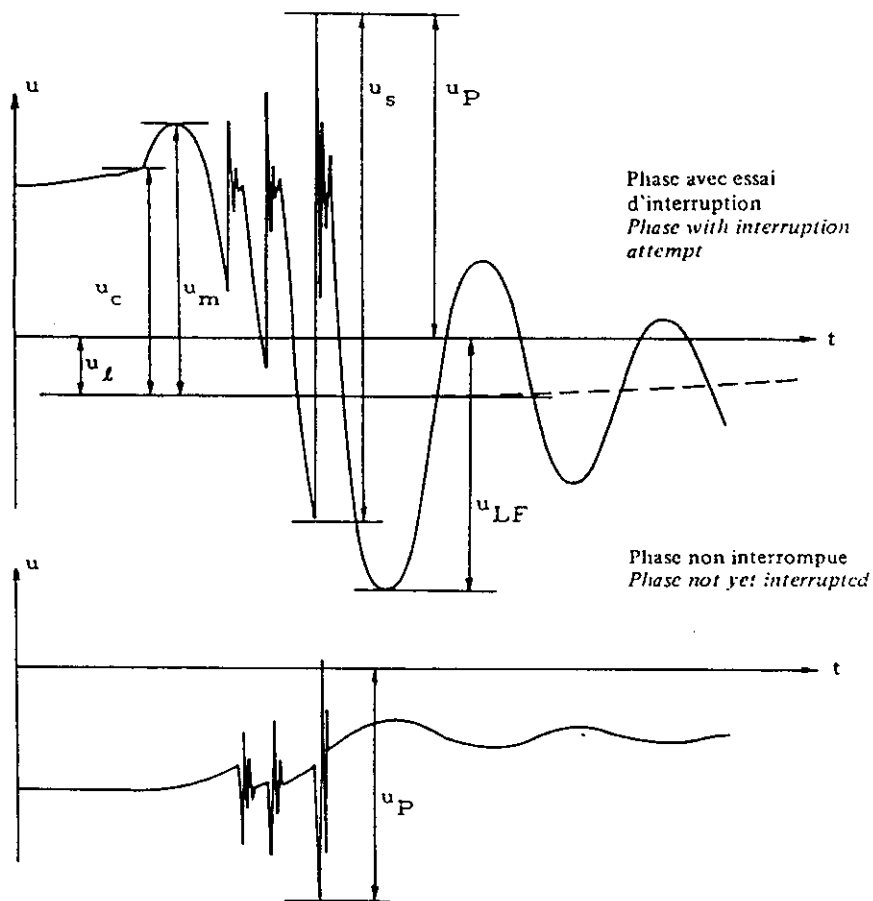 u
u_s
u_P
Phase avec essai
d'interruption
Phase with interruption
attempt
u_c
u_m
t
u_ℓ
u_LF
Phase non interrompue
Phase not yet interrupted
u
t
u_P